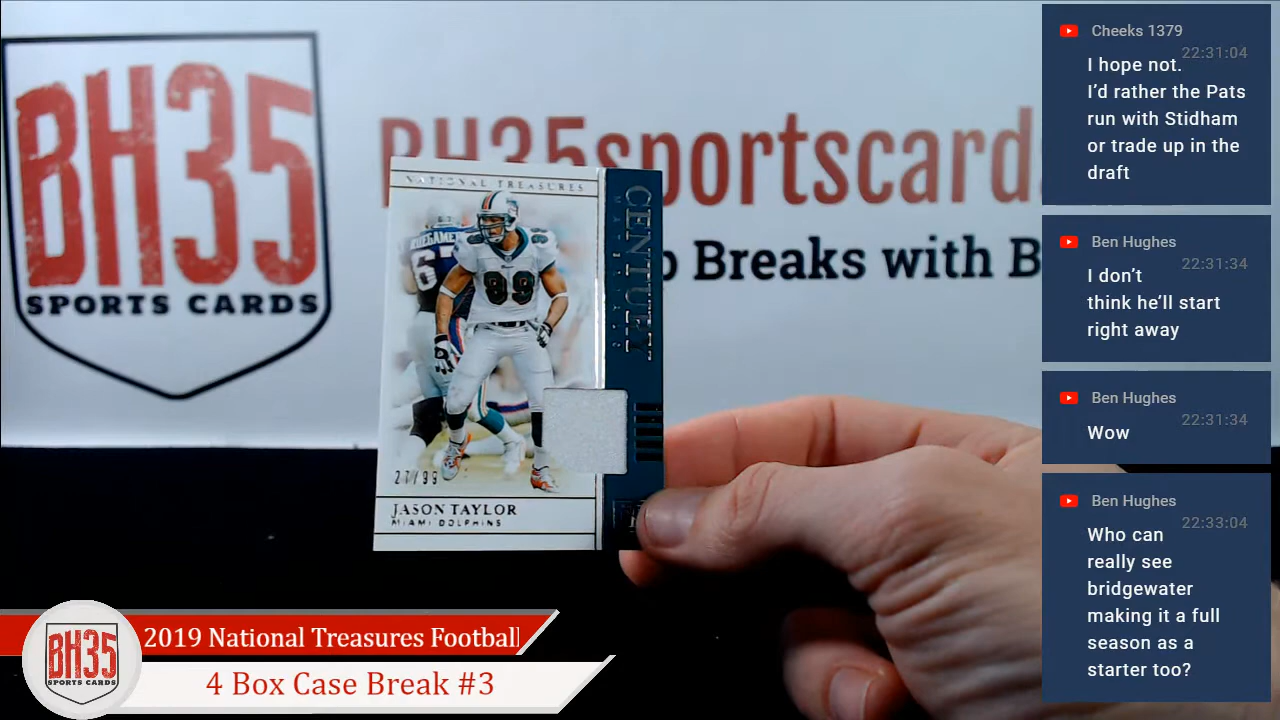 BH35
SPORTS CARDS
BH35sportscard
p Breaks with B
NATIONAL TREASURES
CENTURY
99
67
27/99
JASON TAYLOR
MIAMI DOLPHINS
Cheeks 1379
22:31:04
I hope not.
I'd rather the Pats
run with Stidham
or trade up in the
draft
Ben Hughes
22:31:34
I don't
think he'll start
right away
Ben Hughes
22:31:34
Wow
Ben Hughes
22:33:04
Who can
really see
bridgewater
making it a full
season as a
starter too?
BH35
SPORTS CARDS
2019 National Treasures Football
4 Box Case Break #3